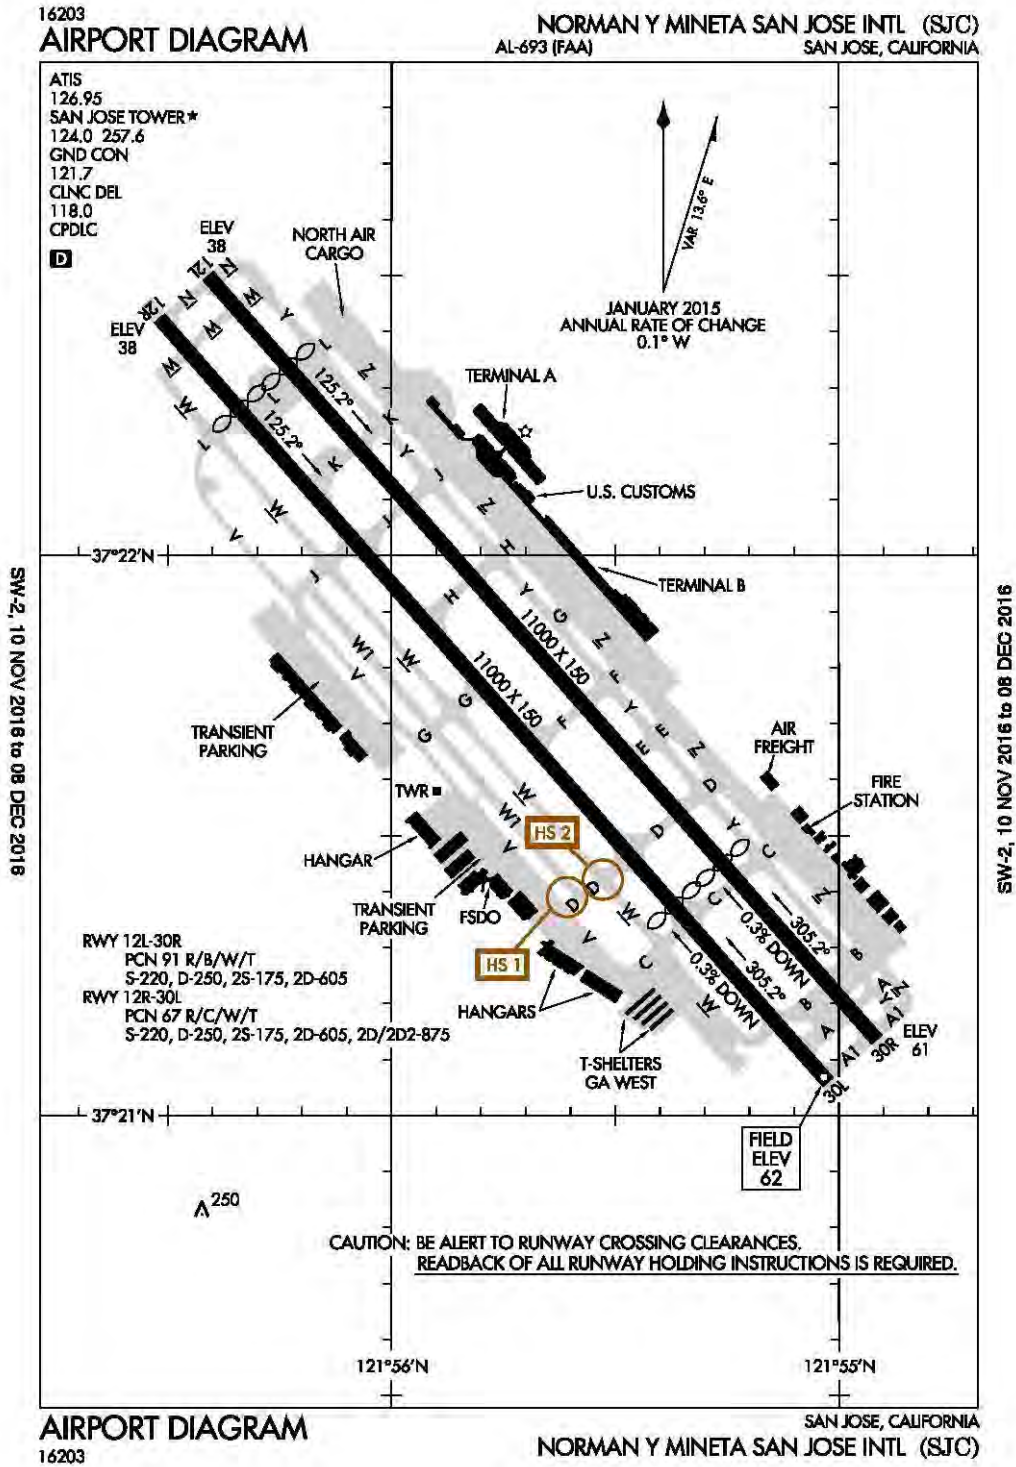 16203
AIRPORT DIAGRAM
NORMAN Y MINETA SAN JOSE INTL (SJC)
AL-693 (FAA)
SAN JOSE, CALIFORNIA
ATIS
126.95
SAN JOSE TOWER★
124.0 257.6
GND CON
121.7
CLNC DEL
118.0
CPDLC
D
VAR 13.6° E
JANUARY 2015
ANNUAL RATE OF CHANGE
0.1° W
ELEV
38
12L
NORTH AIR
CARGO
ELEV
38
12R
N
N
N
W
W
W
W
Y
L
Z
L
L
125.2°
125.2°
TERMINAL A
K
K
Y
J
Z
U.S. CUSTOMS
W
V
J
J
H
H
37°22'N
TERMINAL B
Y
G
Z
F
11000 X 150
11000 X 150
W1
V
W
G
G
F
Y
E
E
E
Z
D
Y
TRANSIENT
PARKING
AIR
FREIGHT
FIRE
STATION
TWR
HANGAR
W
W1
V
HS 2
D
C
Z
TRANSIENT
PARKING
FSDO
D
D
W
V
C
C
HS 1
0.3% DOWN
305.2°
B
0.3% DOWN
305.2°
B
A
A
Y
Z
A1
A1
W
HANGARS
T-SHELTERS
GA WEST
30R
ELEV
61
30L
RWY 12L-30R
PCN 91 R/B/W/T
S-220, D-250, 2S-175, 2D-605
RWY 12R-30L
PCN 67 R/C/W/T
S-220, D-250, 2S-175, 2D-605, 2D/2D2-875
37°21'N
FIELD
ELEV
62
250
CAUTION: BE ALERT TO RUNWAY CROSSING CLEARANCES.
READBACK OF ALL RUNWAY HOLDING INSTRUCTIONS IS REQUIRED.
121°56'N
121°55'N
SW-2, 10 NOV 2016 to 08 DEC 2016
SW-2, 10 NOV 2016 to 08 DEC 2016
AIRPORT DIAGRAM
16203
SAN JOSE, CALIFORNIA
NORMAN Y MINETA SAN JOSE INTL (SJC)